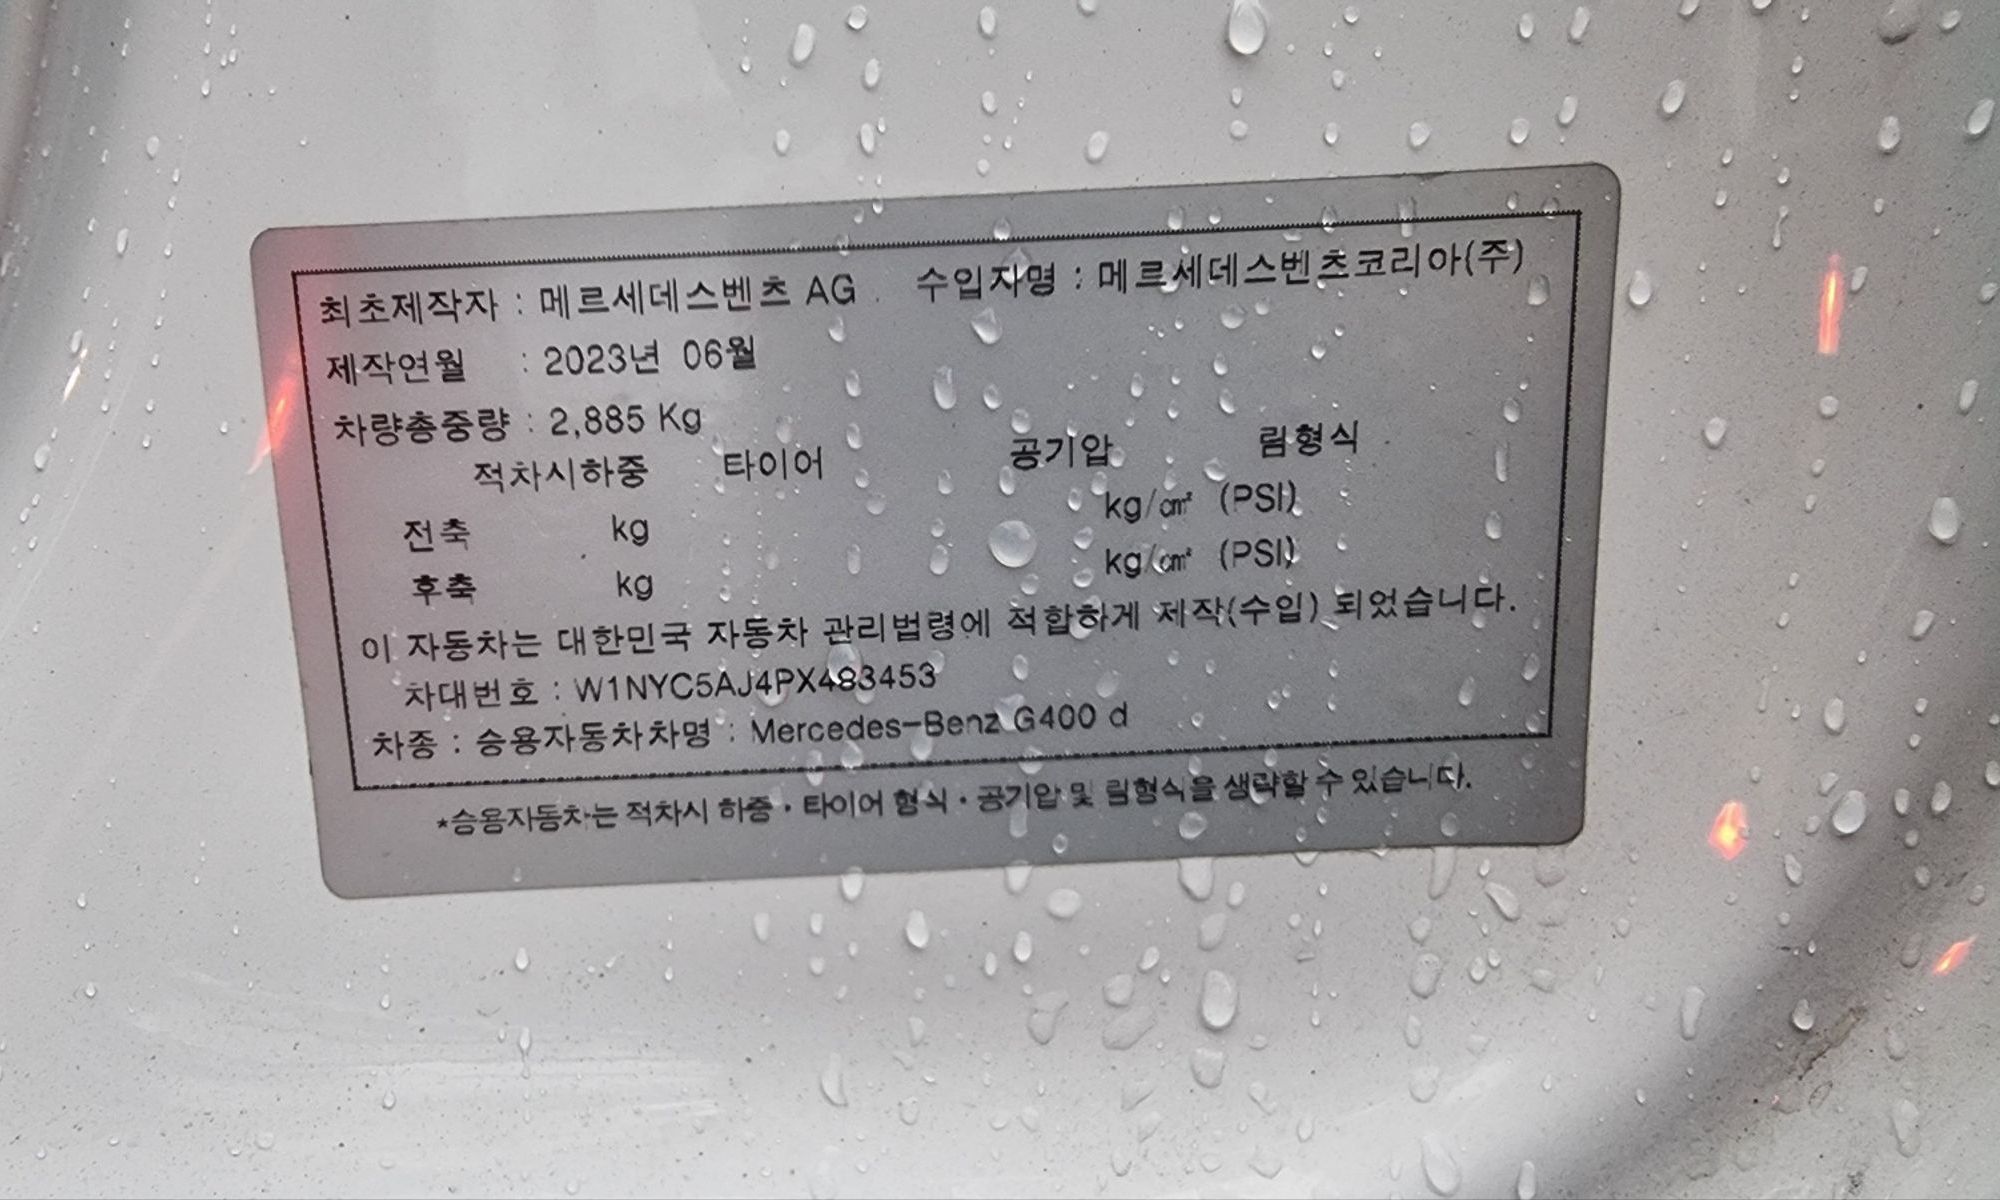 최초제작자 : 메르세데스벤츠 AG 수입자명 : 메르세데스벤츠코리아(주)
제작연월 : 2023년 06월
차량총중량 : 2,885 Kg
적차시하중 타이어 공기압 림형식
전축 kg kg/㎠ (PSI)
후축 kg kg/㎠ (PSI)
이 자동차는 대한민국 자동차 관리법령에 적합하게 제작(수입) 되었습니다.
차대번호 : W1NYC5AJ4PX483453
차종 : 승용자동차차명 : Mercedes-Benz G400 d
*승용자동차는 적차시 하중・타이어 형식・공기압 및 림형식을 생략할 수 있습니다.